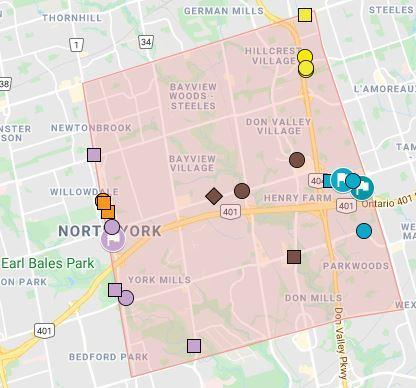 GERMAN MILLS
STEELES
THORNHILL
34
1
HILLCREST
VILLAGE
38
L'AMOREAUX
BAYVIEW
WOODS -
STEELES
NEWTONBROOK
DON VALLEY
VILLAGE
BAYVIEW
VILLAGE
WILLOWDALE
HENRY FARM
401
401
Ontario 401
NORTH YORK
Earl Bales Park
YORK MILLS
PARKWOODS
DON MILLS
401
BEDFORD PARK
Don Valley Pkwy